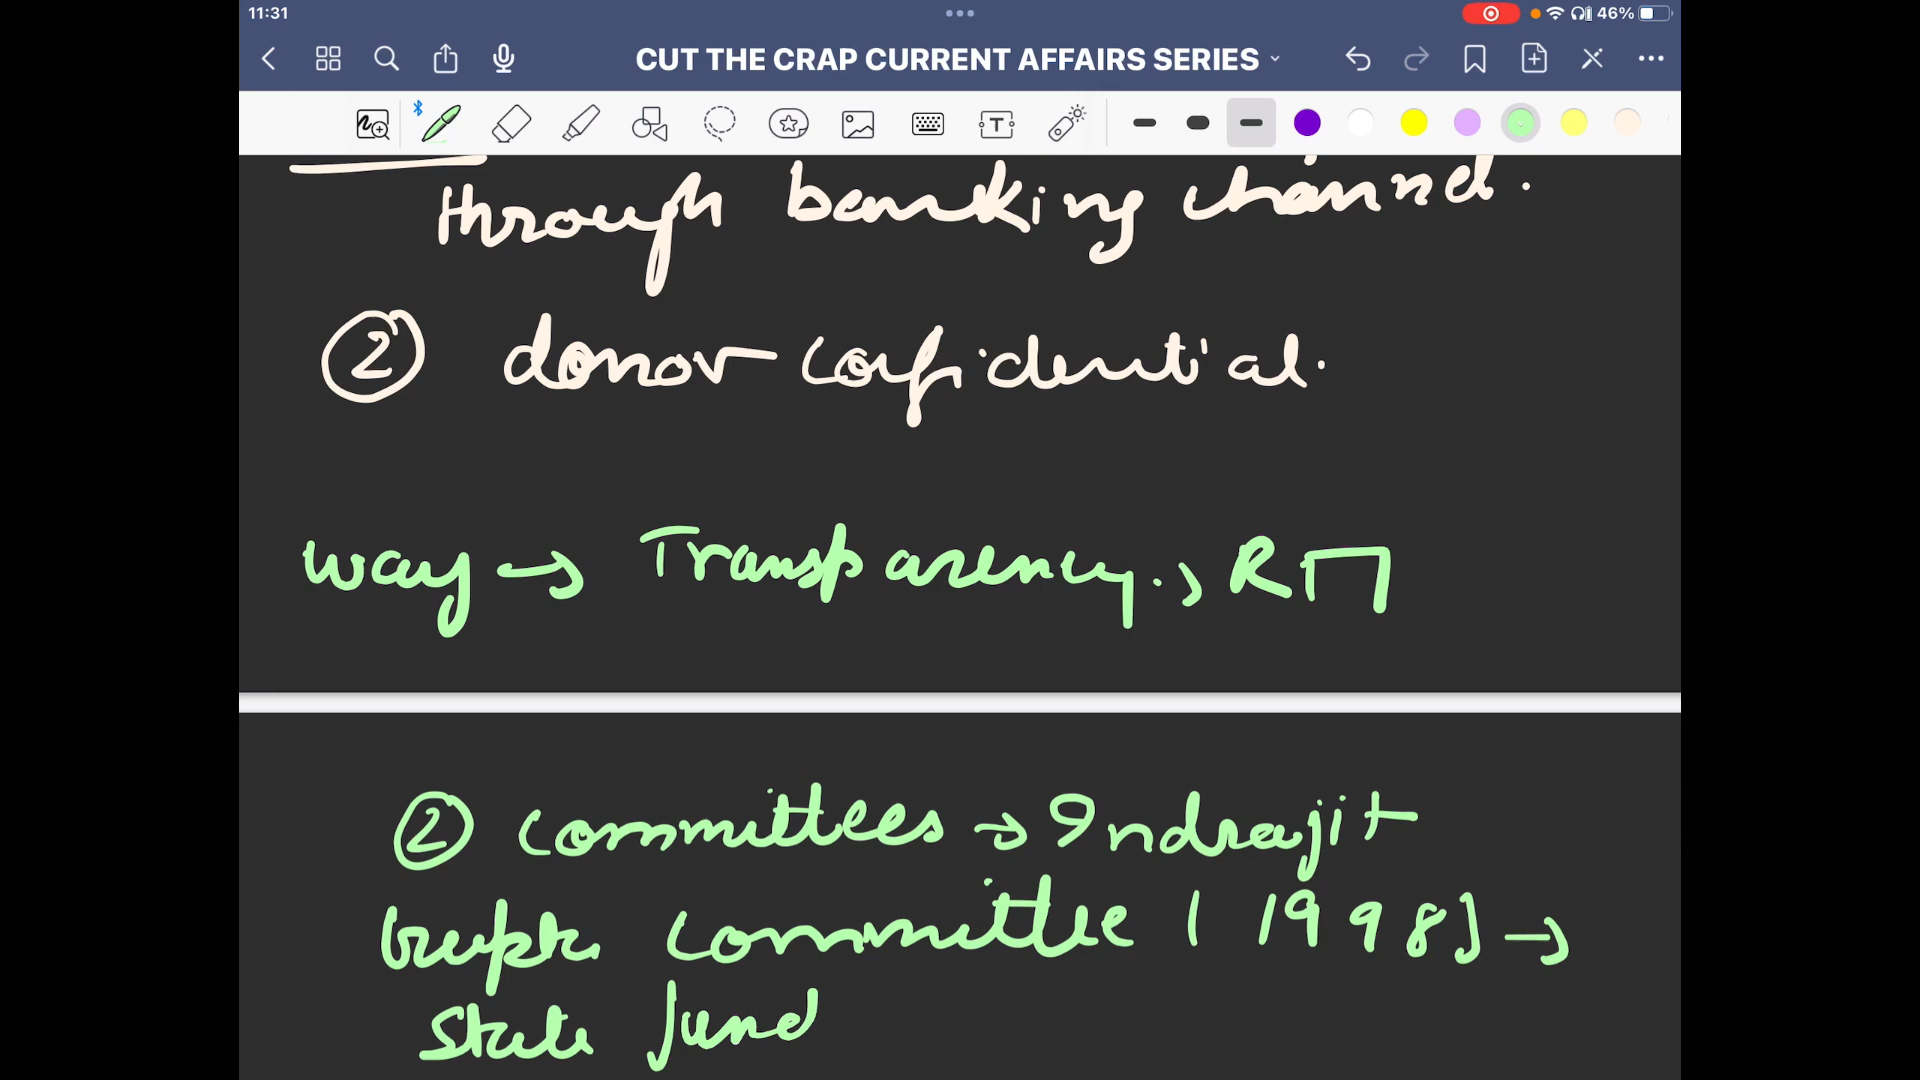 11:31
46%
CUT THE CRAP CURRENT AFFAIRS SERIES
through banking channel.
② donor confidential.
way → Transparency., RTI
② committees → Indrajit
Gupta committee (1998) →
State fund